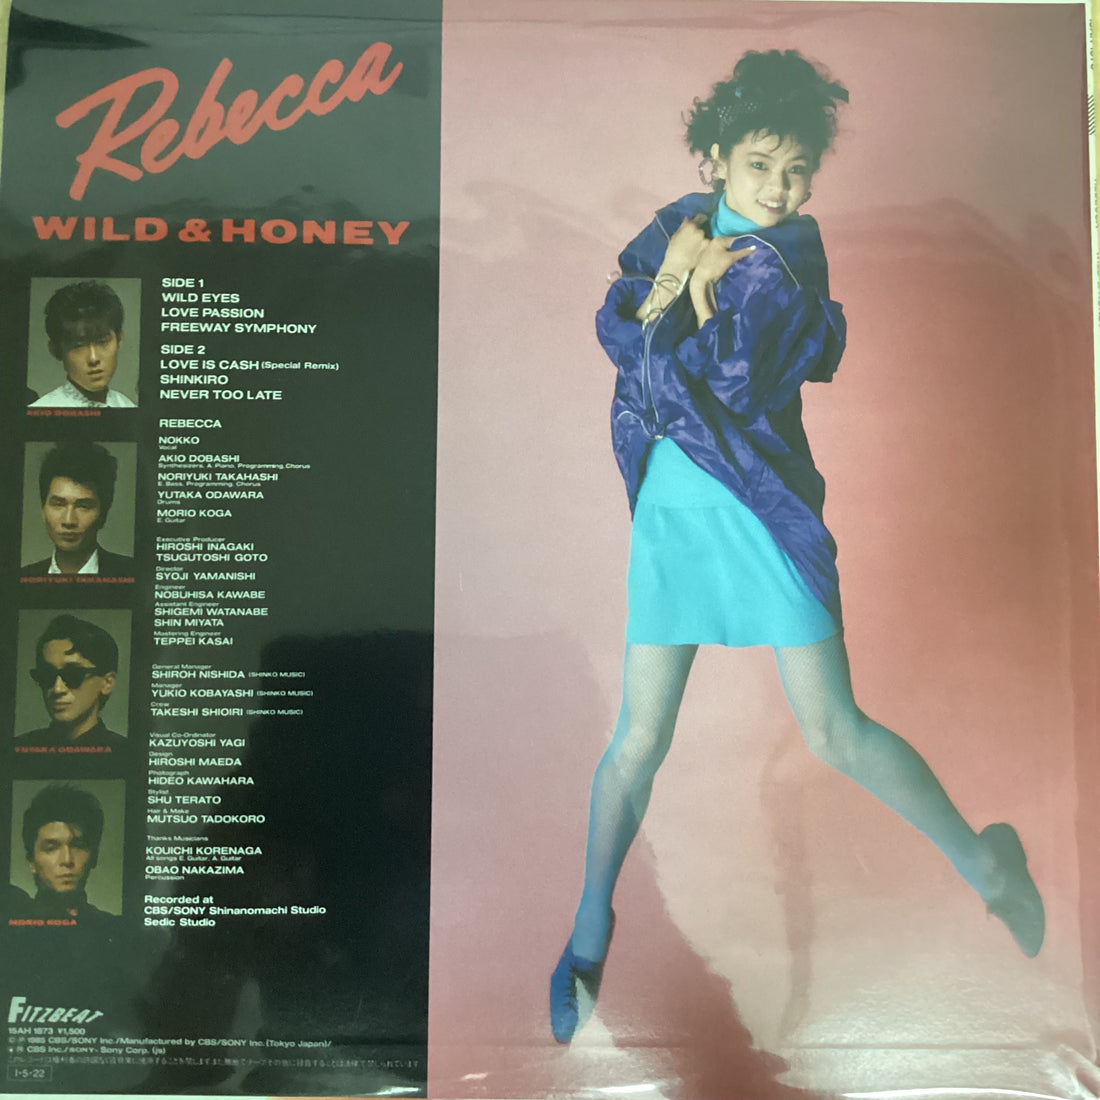 Rebecca
WILD & HONEY
SIDE 1
WILD EYES
LOVE PASSION
FREEWAY SYMPHONY
SIDE 2
LOVE IS CASH (Special Remix)
SHINKIRO
NEVER TOO LATE
AKIO DOBASHI
NORIYUKI TAKAHASHI
YUTAKA ODAWARA
MORIO KOGA
REBECCA
NOKKO
Vocal
AKIO DOBASHI
Synthesizers. A. Piano, Programming, Chorus
NORIYUKI TAKAHASHI
E. Bass, Programming, Chorus
YUTAKA ODAWARA
Drums
MORIO KOGA
E. Guitar
Executive Producer
HIROSHI INAGAKI
TSUGUTOSHI GOTO
Director
SYOJI YAMANISHI
Engineer
NOBUHISA KAWABE
Assistant Engineer
SHIGEMI WATANABE
SHIN MIYATA
Mastering Engineer
TEPPEI KASAI
General Manager
SHIROH NISHIDA (SHINKO MUSIC)
Manager
YUKIO KOBAYASHI (SHINKO MUSIC)
Crew
TAKESHI SHIOIRI (SHINKO MUSIC)
Visual Co-Ordinator
KAZUYOSHI YAGI
Design
HIROSHI MAEDA
Photograph
HIDEO KAWAHARA
Stylist
SHU TERATO
Hair & Make
MUTSUO TADOKORO
Thanks Musicians
KOUICHI KORENAGA
All songs E. Guitar, A. Guitar
OBAO NAKAZIMA
Percussion
Recorded at
CBS/SONY Shinanomachi Studio
Sedic Studio
FITZBEAT
15AH 1873 ¥1,500
© ℗ 1985 CBS/SONY Inc./Manufactured by CBS/SONY Inc.(Tokyo Japan)/
CBS Inc./SONY® Sony Corp. (js)
I-5-22